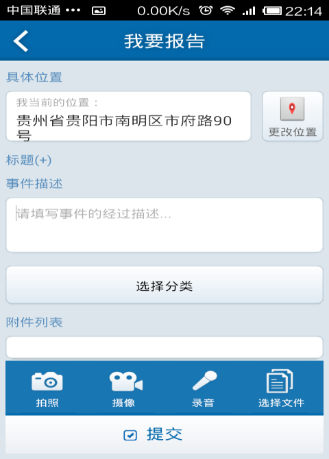 中国联通 ... 0.00K/s 22:14
我要报告
具体位置
我当前的位置：
贵州省贵阳市南明区市府路90
号
更改位置
标题(+)
事件描述
请填写事件的经过描述...
选择分类
附件列表
拍照 摄像 录音 选择文件
提交